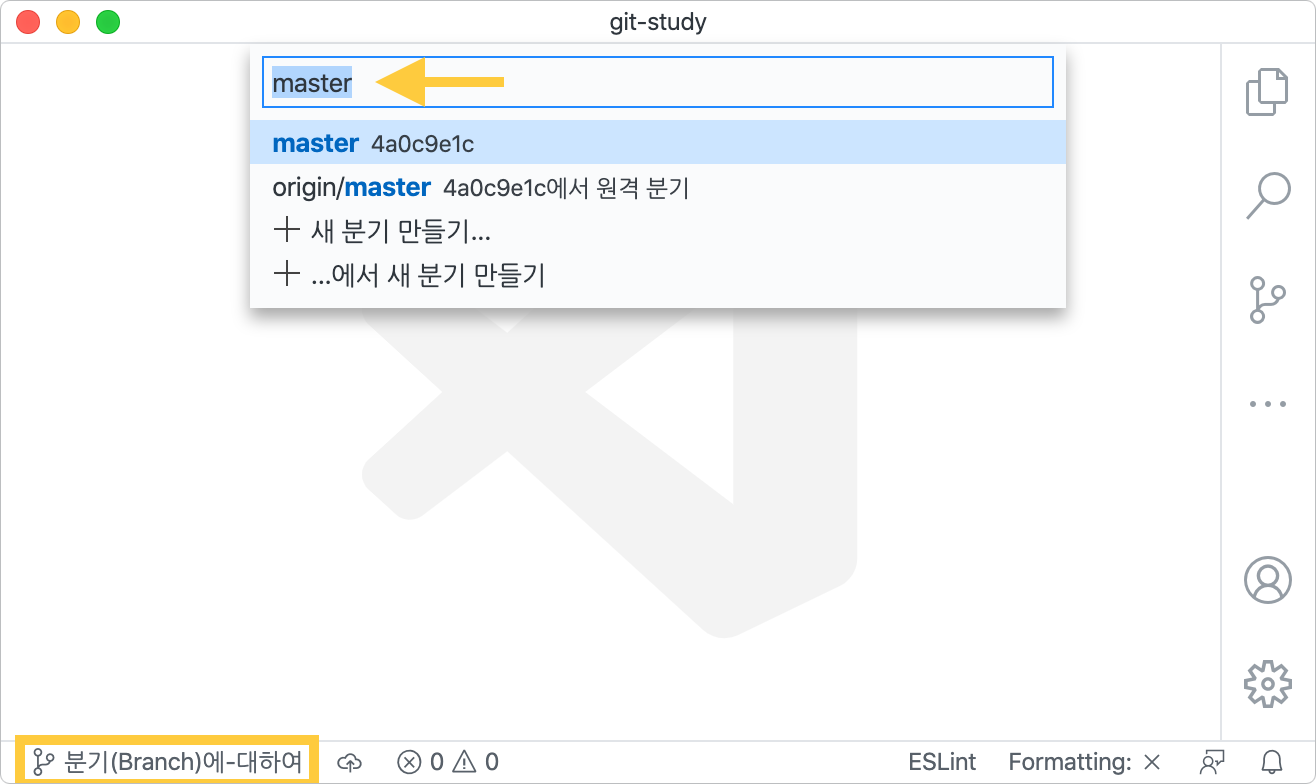 git-study
master
master 4a0c9e1c
origin/master 4a0c9e1c에서 원격 분기
새 분기 만들기...
...에서 새 분기 만들기
분기(Branch)에-대하여 0 0 ESLint Formatting: